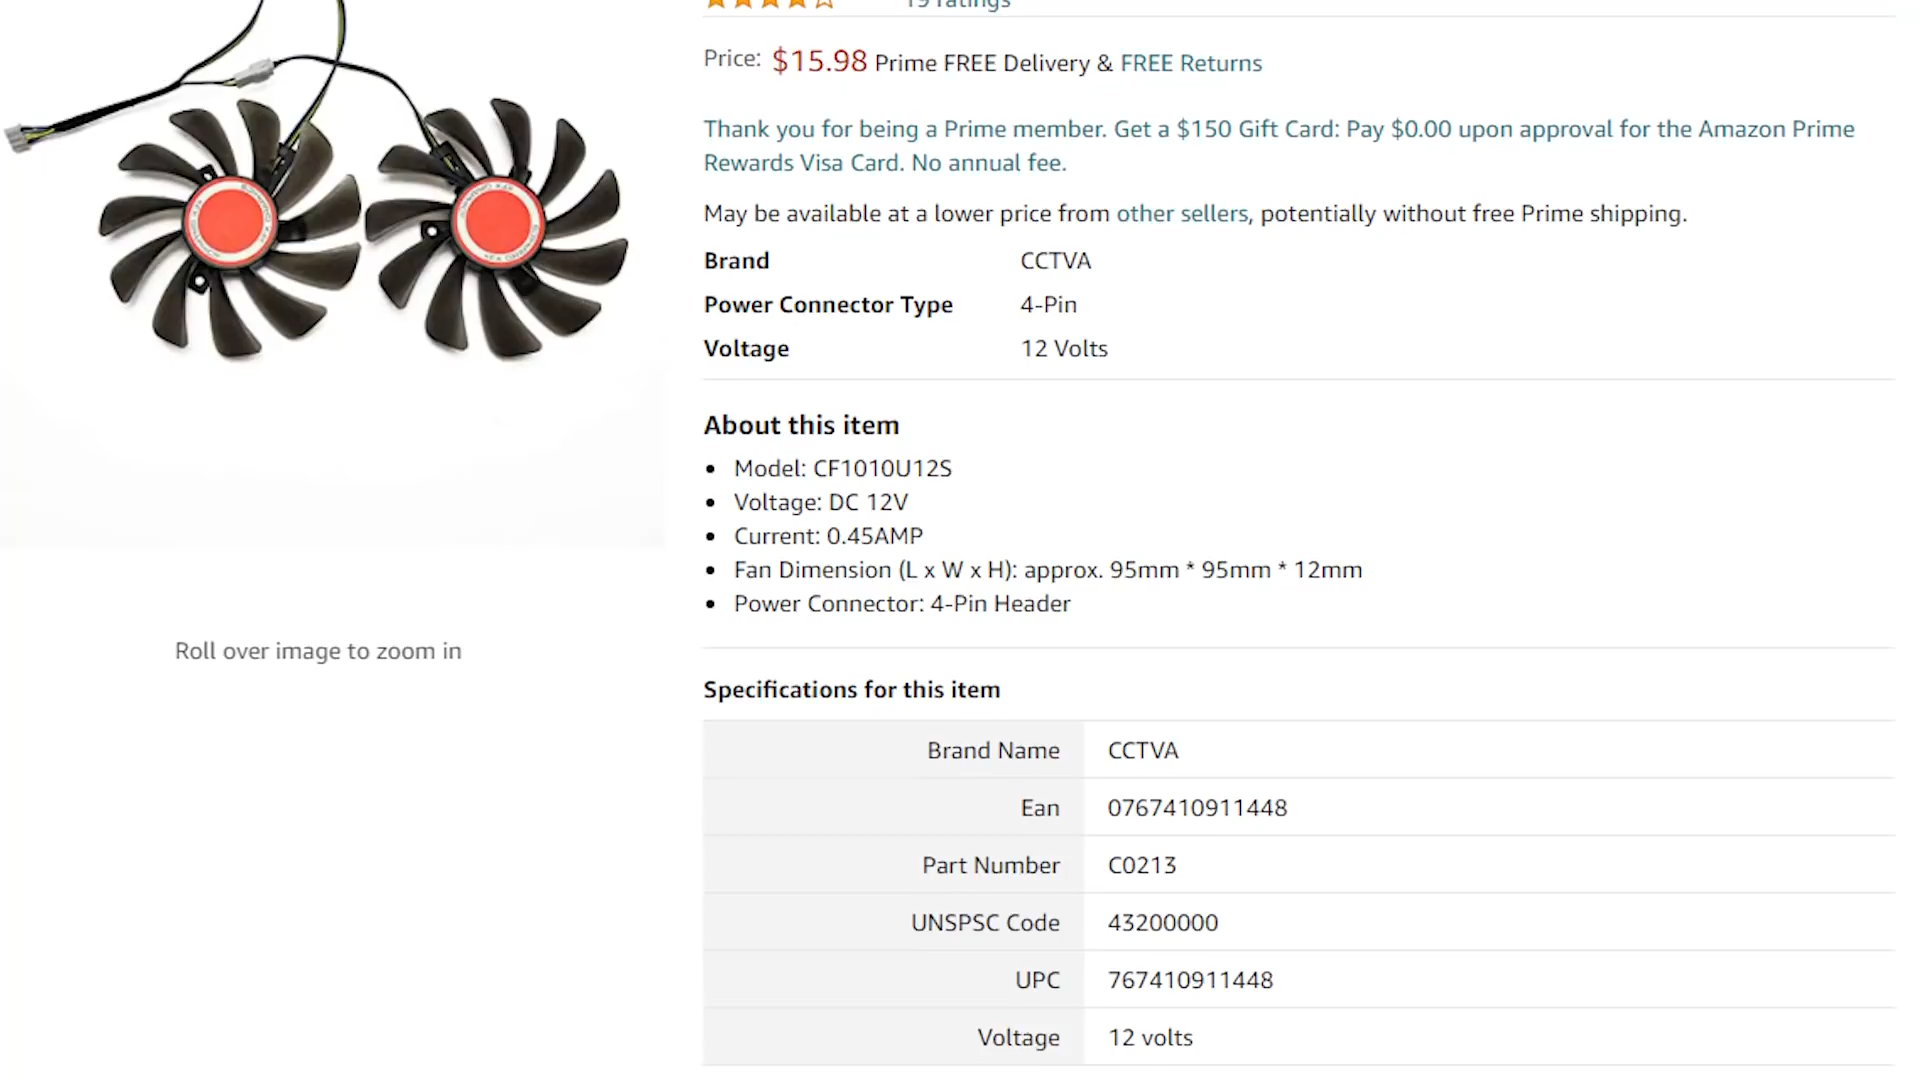 19 ratings
Price: $15.98 Prime FREE Delivery & FREE Returns
Thank you for being a Prime member. Get a $150 Gift Card: Pay $0.00 upon approval for the Amazon Prime
Rewards Visa Card. No annual fee.
May be available at a lower price from other sellers, potentially without free Prime shipping.
Brand CCTVA
Power Connector Type 4-Pin
Voltage 12 Volts
About this item
• Model: CF1010U12S
• Voltage: DC 12V
• Current: 0.45AMP
• Fan Dimension (L x W x H): approx. 95mm * 95mm * 12mm
• Power Connector: 4-Pin Header
Roll over image to zoom in
Specifications for this item
Brand Name CCTVA
Ean 0767410911448
Part Number C0213
UNSPSC Code 43200000
UPC 767410911448
Voltage 12 volts